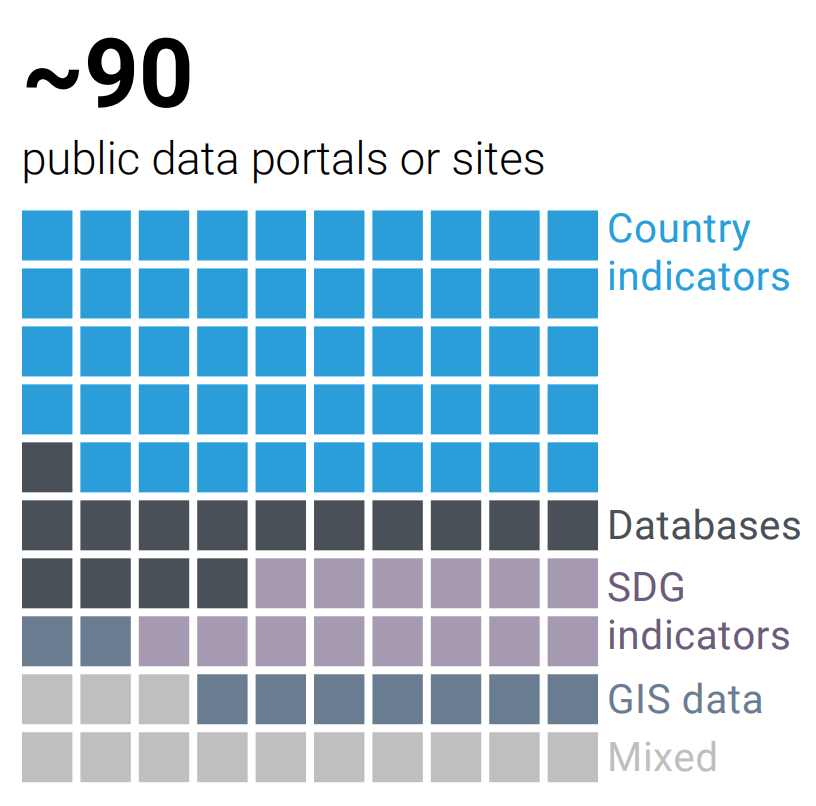 ~90
public data portals or sites
Country
indicators
Databases
SDG
indicators
GIS data
Mixed